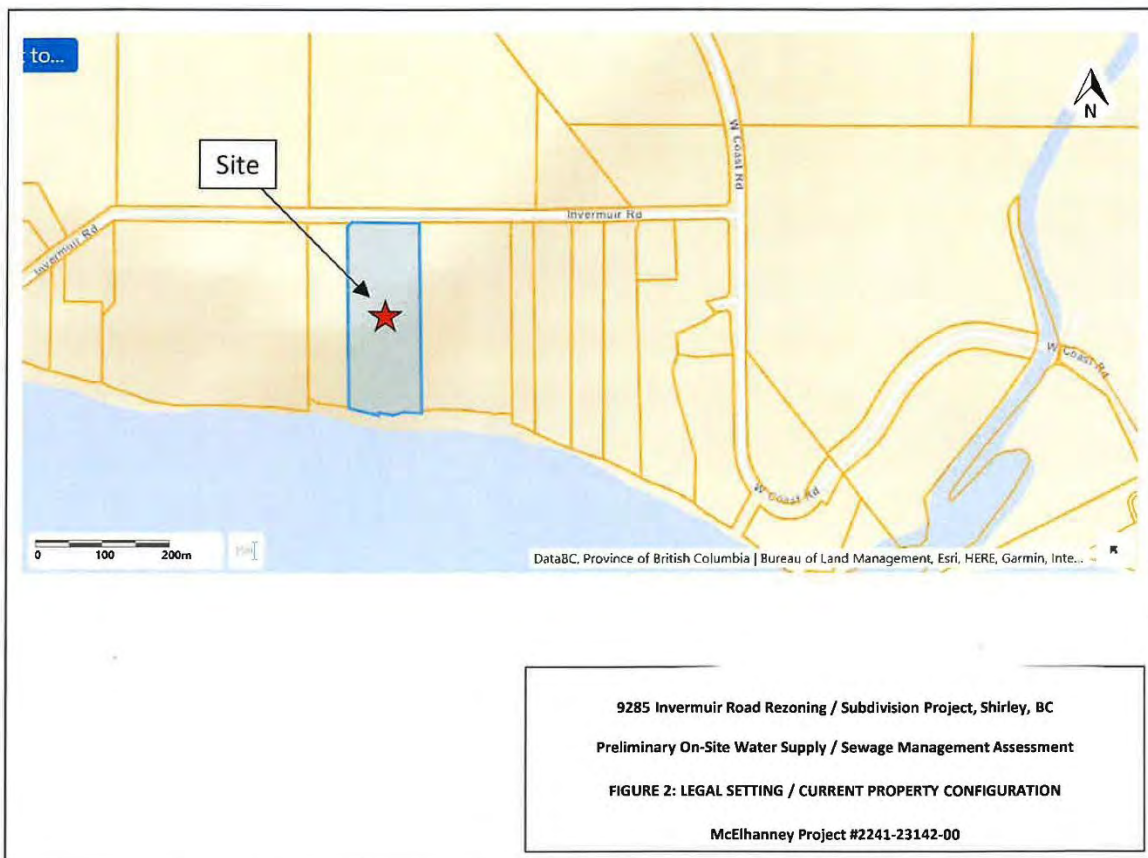 t to...
N
Site
W Coast Rd
Invermuir Rd
Invermuir Rd
W Coast Rd
W Coast Rd
0 100 200m
DataBC, Province of British Columbia | Bureau of Land Management, Esri, HERE, Garmin, Inte...
9285 Invermuir Road Rezoning / Subdivision Project, Shirley, BC
Preliminary On-Site Water Supply / Sewage Management Assessment
FIGURE 2: LEGAL SETTING / CURRENT PROPERTY CONFIGURATION
McElhanney Project #2241-23142-00